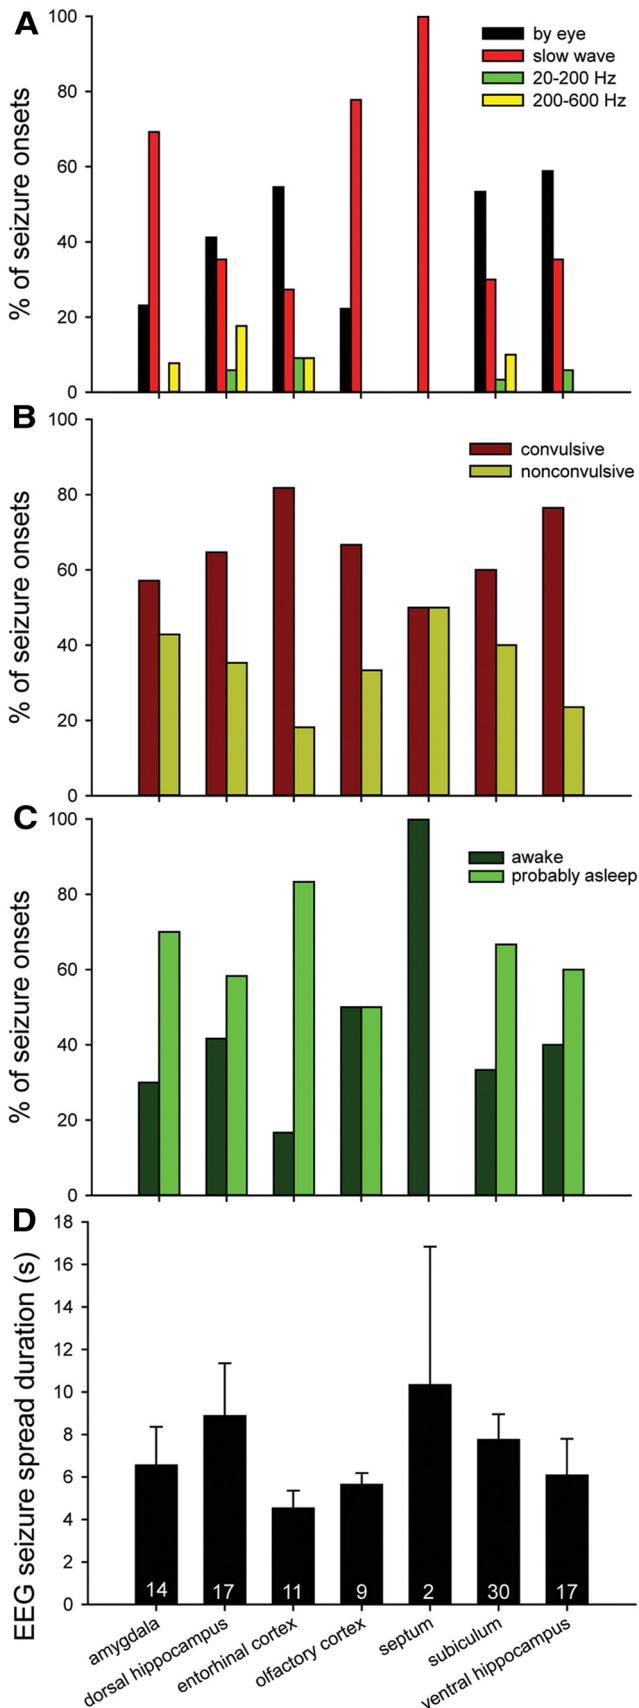 A
100
80
60
40
20
0
% of seizure onsets
by eye
slow wave
20-200 Hz
200-600 Hz
B
100
80
60
40
20
0
% of seizure onsets
convulsive
nonconvulsive
C
100
80
60
40
20
0
% of seizure onsets
awake
probably asleep
D
18
16
14
12
10
8
6
4
2
0
EEG seizure spread duration (s)
14 17 11 9 2 30 17
amygdala
dorsal hippocampus
entorhinal cortex
olfactory cortex
septum
subiculum
ventral hippocampus